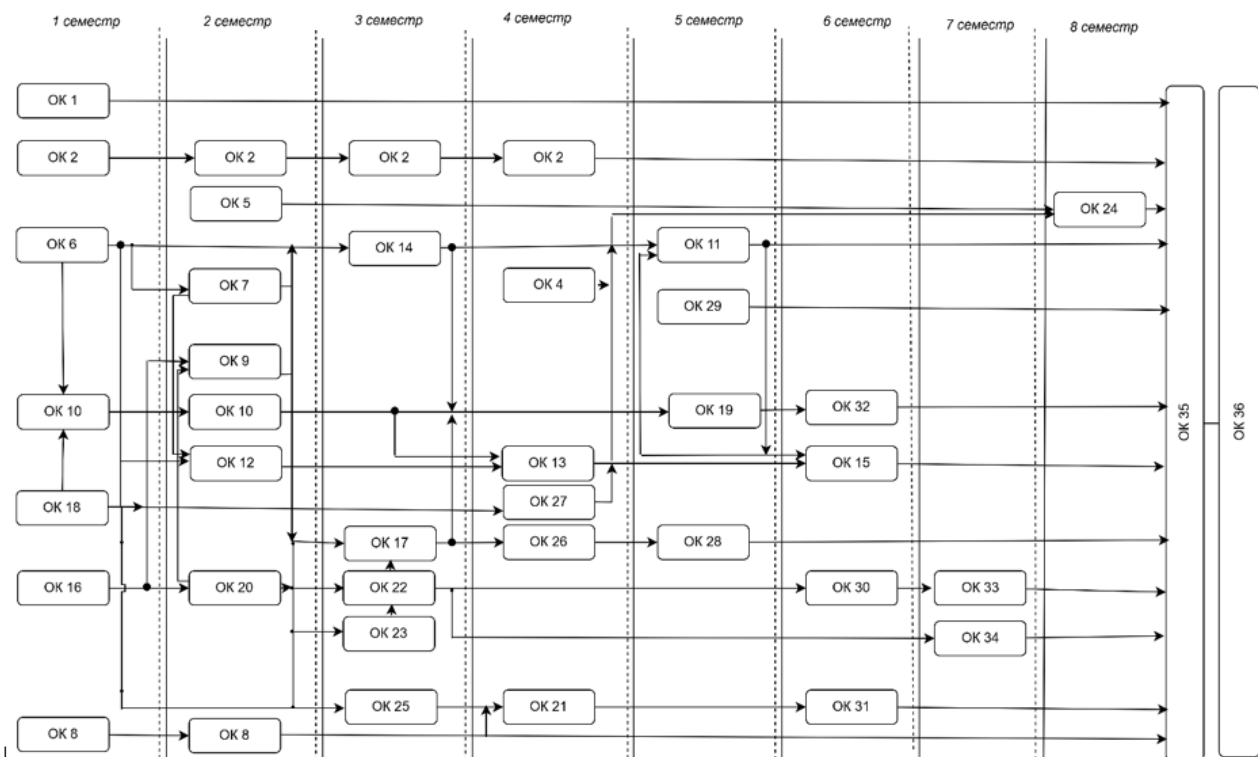 1 семестр 2 семестр 3 семестр 4 семестр 5 семестр 6 семестр 7 семестр 8 семестр
ОК 1
ОК 2 ОК 2 ОК 2 ОК 2
ОК 5 ОК 24
ОК 6 ОК 14 ОК 11
ОК 7 ОК 4
ОК 29
ОК 9
ОК 10 ОК 10 ОК 19 ОК 32
ОК 12 ОК 13 ОК 15
ОК 18 ОК 27
ОК 17 ОК 26 ОК 28
ОК 16 ОК 20 ОК 22 ОК 30 ОК 33
ОК 23 ОК 34
ОК 25 ОК 21 ОК 31
ОК 8 ОК 8
ОК 35
ОК 36